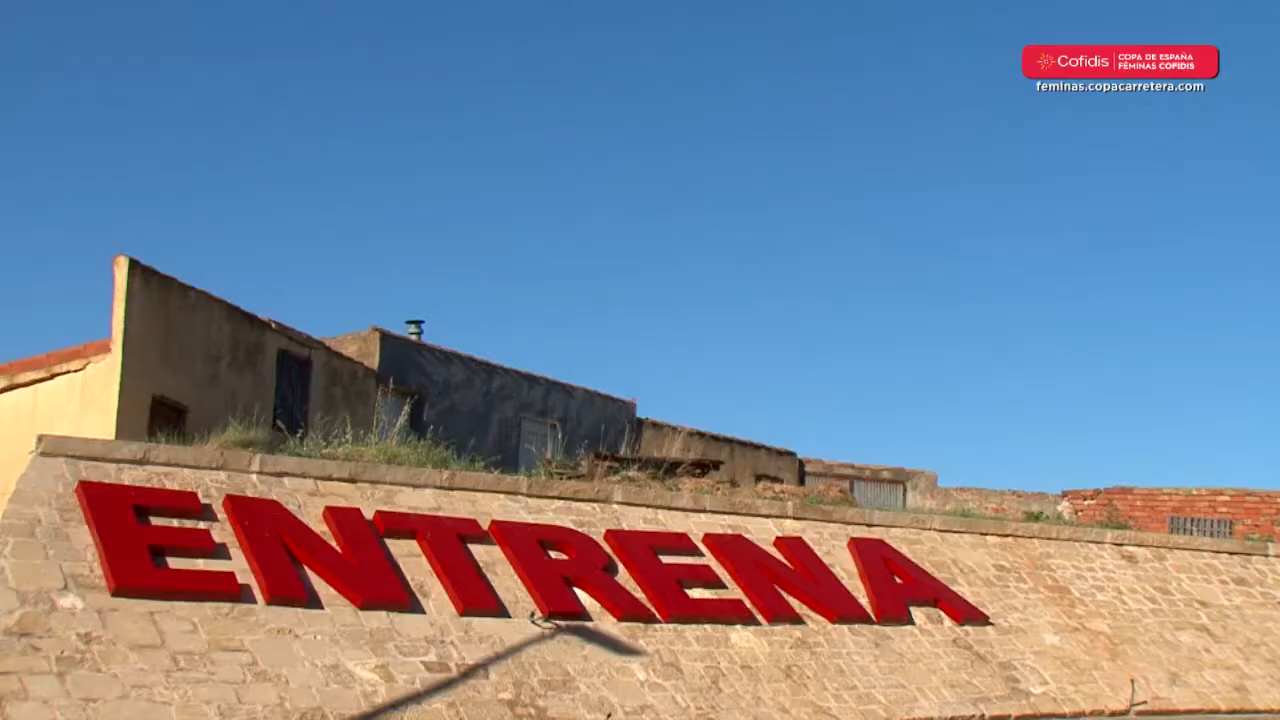 Cofidis
COPA DE ESPAÑA
FÉMINAS COFIDIS
feminas.copacarretera.com
ENTRENA